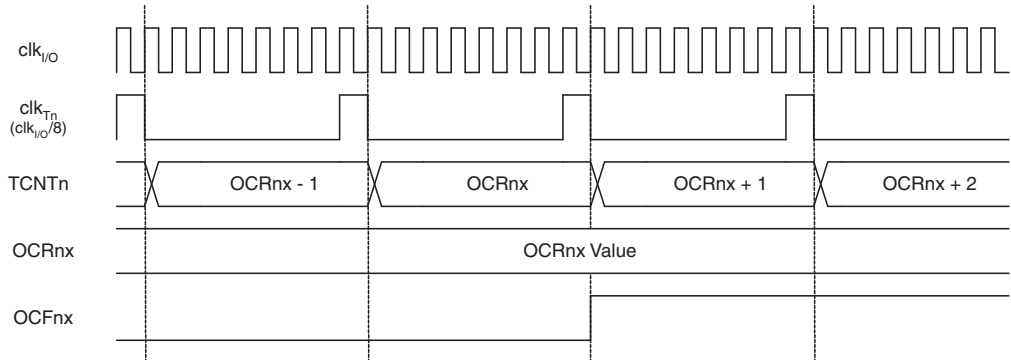 clkI/O
clkTn
(clkI/O/8)
TCNTn
OCRnx - 1
OCRnx
OCRnx + 1
OCRnx + 2
OCRnx
OCRnx Value
OCFnx